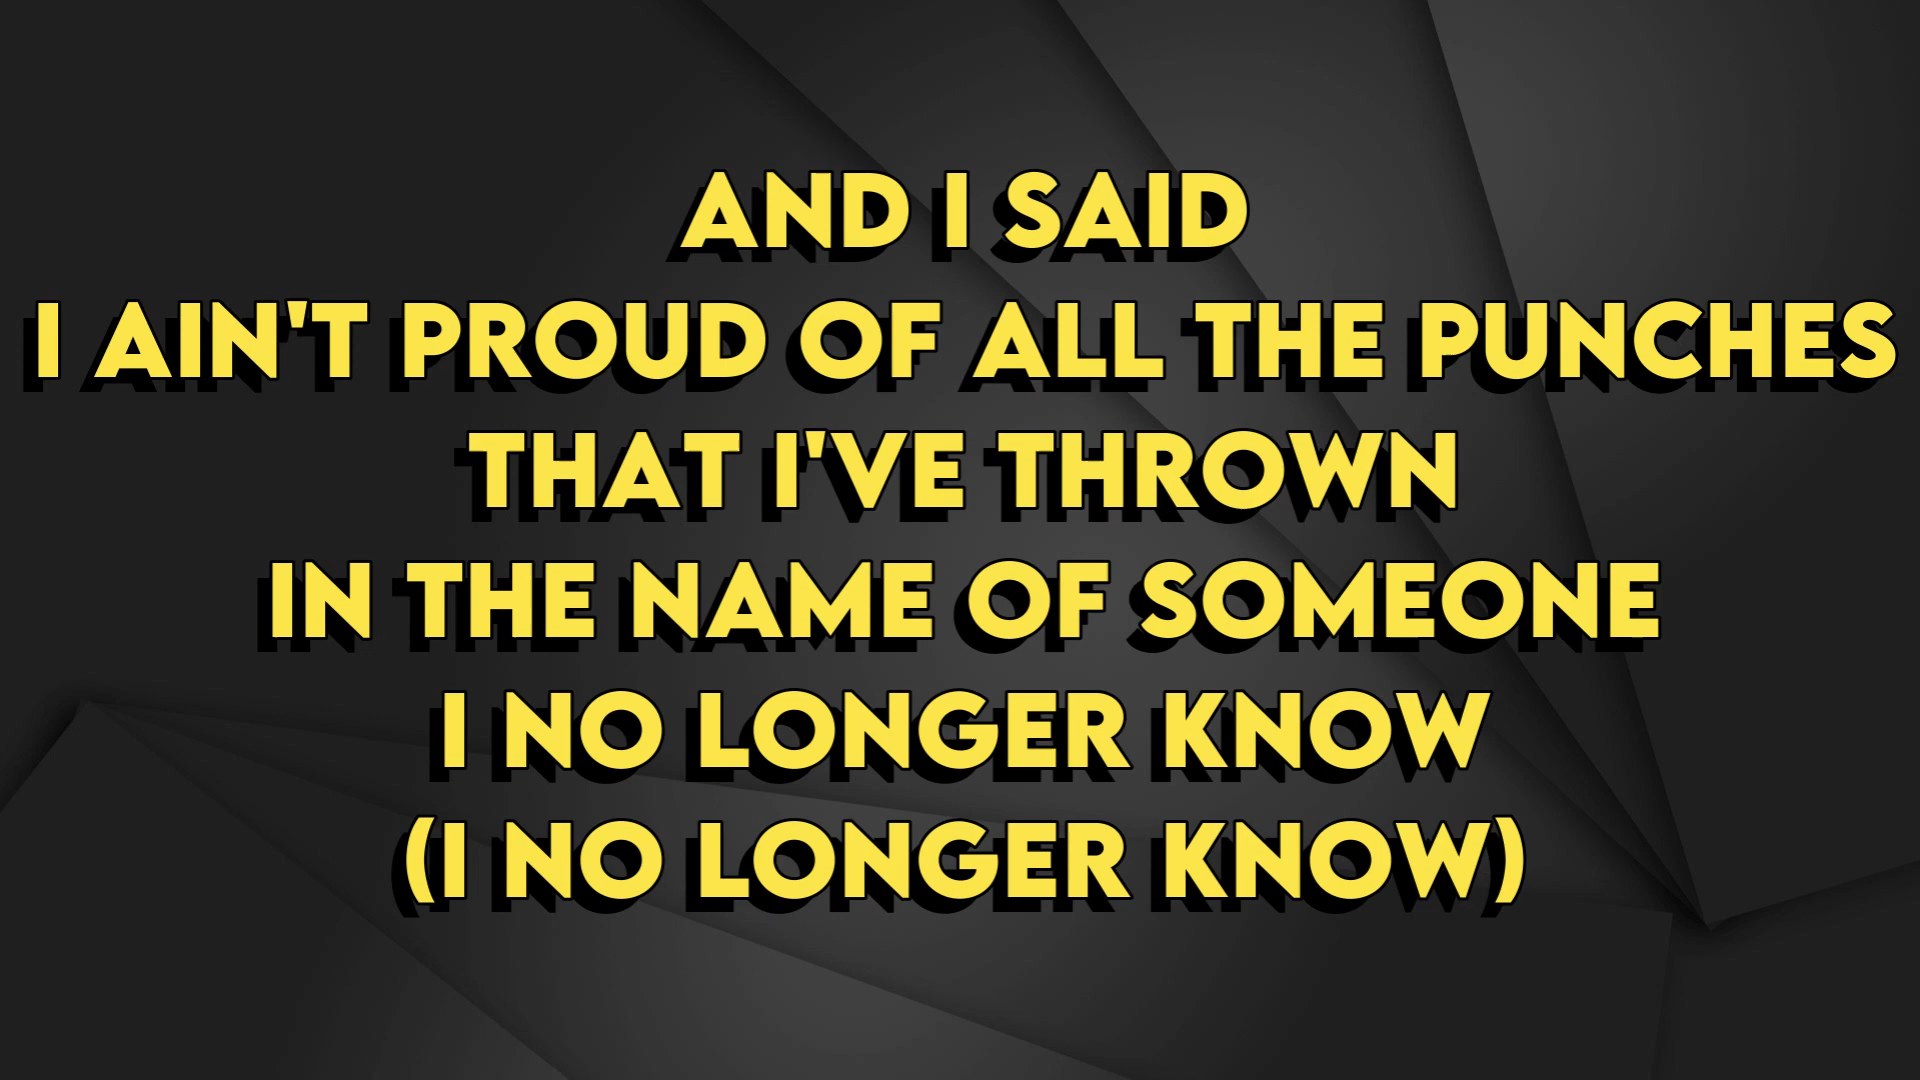 AND I SAID
I AIN'T PROUD OF ALL THE PUNCHES
THAT I'VE THROWN
IN THE NAME OF SOMEONE
I NO LONGER KNOW
(I NO LONGER KNOW)